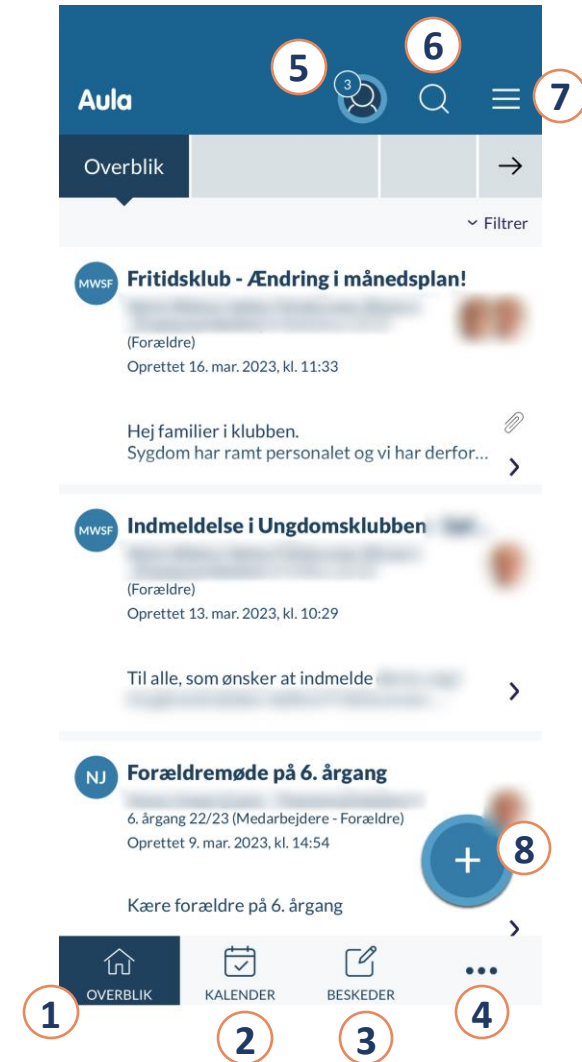 6
5
3
7
Aula
Overblik
Filtrer
MWSF
Fritidsklub - Ændring i månedsplan!
(Forældre)
Oprettet 16. mar. 2023, kl. 11:33
Hej familier i klubben.
Sygdom har ramt personalet og vi har derfor...
MWSF
Indmeldelse i Ungdomsklubben
(Forældre)
Oprettet 13. mar. 2023, kl. 10:29
Til alle, som ønsker at indmelde
NJ
Forældremøde på 6. årgang
6. årgang 22/23 (Medarbejdere - Forældre)
Oprettet 9. mar. 2023, kl. 14:54
+
8
Kære forældre på 6. årgang
OVERBLIK
KALENDER
BESKEDER
1
2
3
4